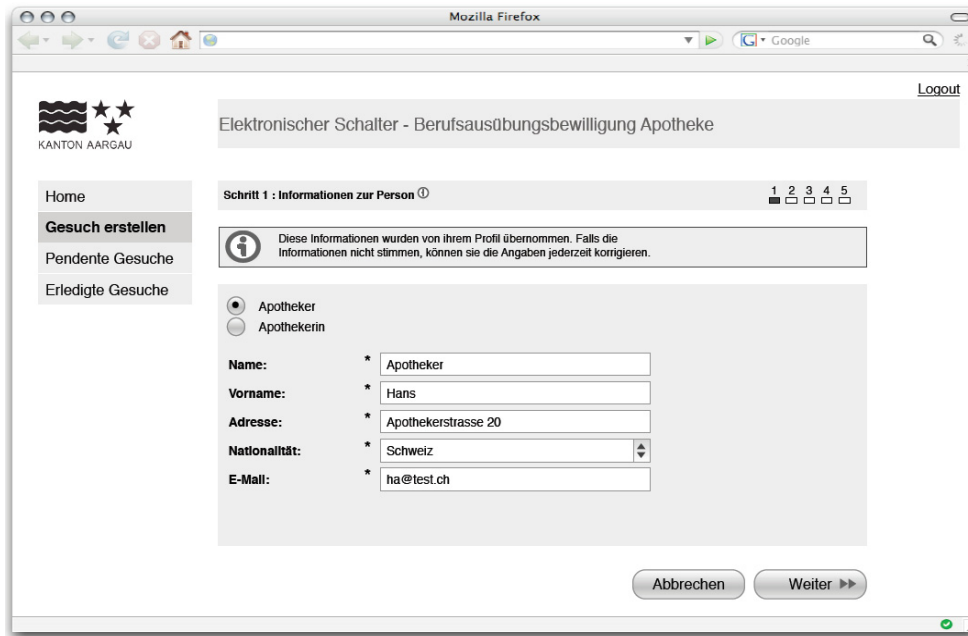 Mozilla Firefox
G Google
Logout
KANTON AARGAU
Elektronischer Schalter - Berufsausübungsbewilligung Apotheke
Home
Gesuch erstellen
Pendente Gesuche
Erledigte Gesuche
Schritt 1 : Informationen zur Person i
1 2 3 4 5
i
Diese Informationen wurden von ihrem Profil übernommen. Falls die
Informationen nicht stimmen, können sie die Angaben jederzeit korrigieren.
Apotheker
Apothekerin
Name: * Apotheker
Vorname: * Hans
Adresse: * Apothekerstrasse 20
Nationalität: * Schweiz
E-Mail: * ha@test.ch
Abbrechen
Weiter